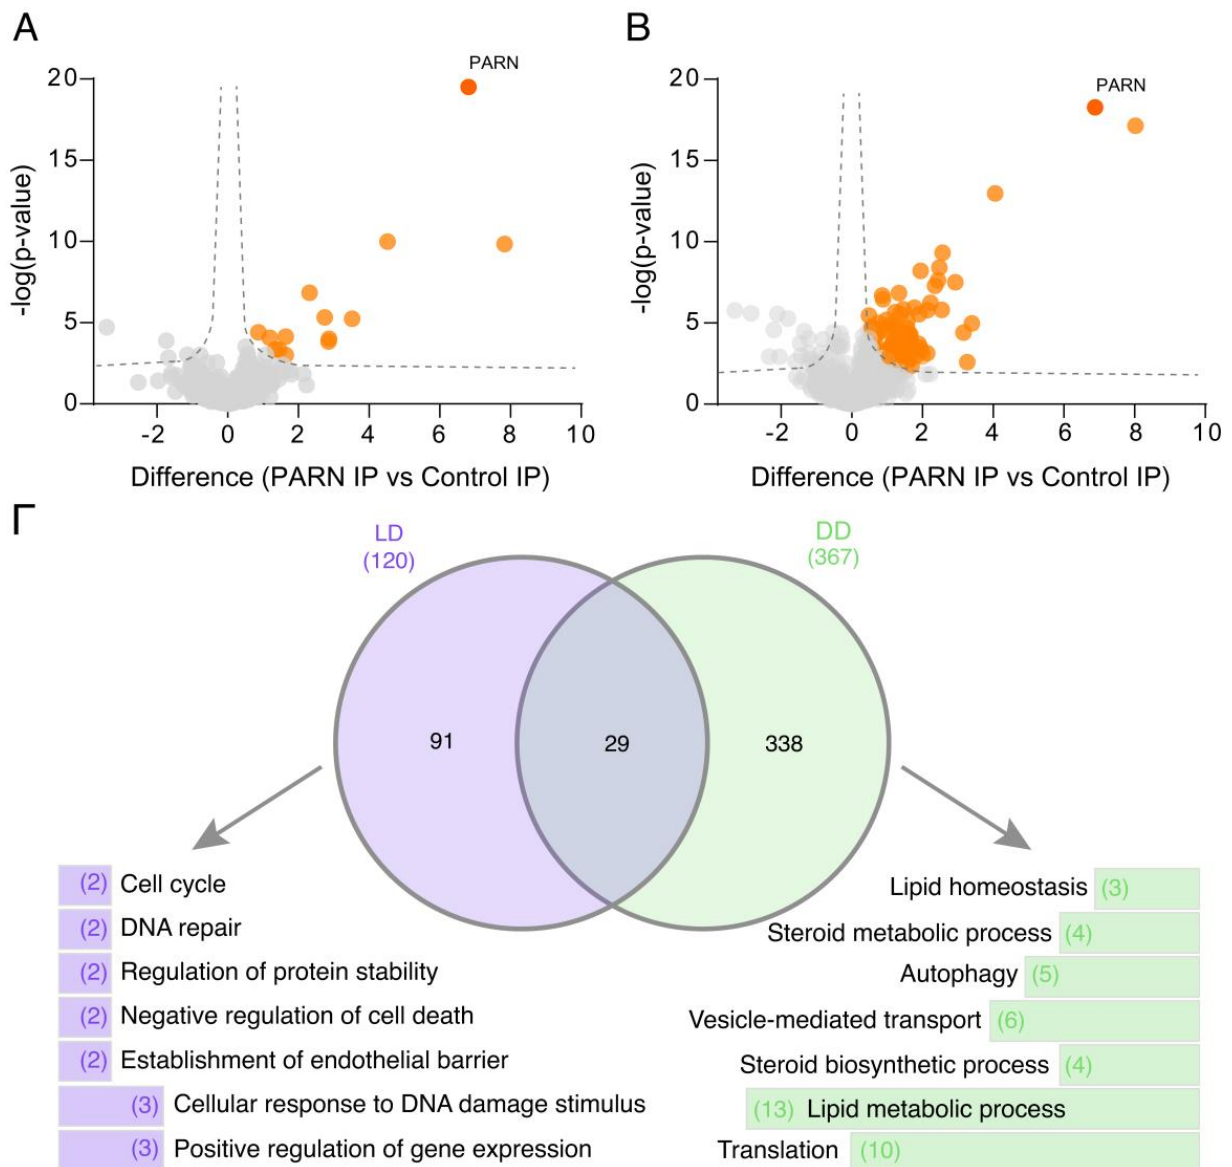 A
PARN
20
15
10
5
0
-log(p-value)
-2 0 2 4 6 8 10
Difference (PARN IP vs Control IP)
B
PARN
20
15
10
5
0
-log(p-value)
-2 0 2 4 6 8 10
Difference (PARN IP vs Control IP)
Γ
LD
(120)
DD
(367)
91
29
338
(2) Cell cycle
(2) DNA repair
(2) Regulation of protein stability
(2) Negative regulation of cell death
(2) Establishment of endothelial barrier
(3) Cellular response to DNA damage stimulus
(3) Positive regulation of gene expression
Lipid homeostasis (3)
Steroid metabolic process (4)
Autophagy (5)
Vesicle-mediated transport (6)
Steroid biosynthetic process (4)
(13) Lipid metabolic process
Translation (10)